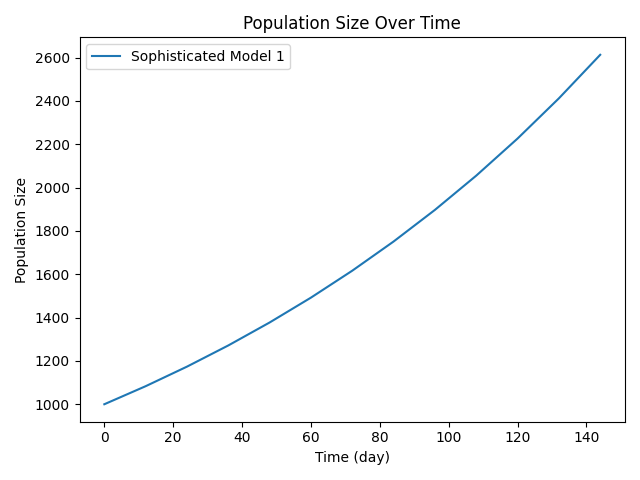 Population Size Over Time
Sophisticated Model 1
Population Size
2600
2400
2200
2000
1800
1600
1400
1200
1000
0 20 40 60 80 100 120 140
Time (day)